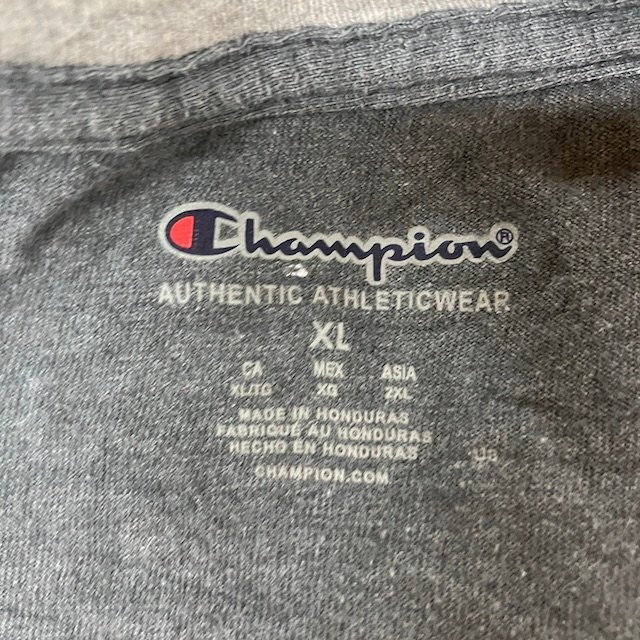 Champion®
AUTHENTIC ATHLETICWEAR
XL
CA MEX ASIA
XL/TG XG 2XL
MADE IN HONDURAS
FABRIQUÉ AU HONDURAS
HECHO EN HONDURAS
CHAMPION.COM